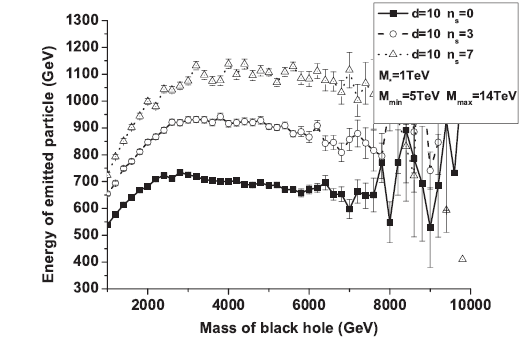 d=10 n_s=0
d=10 n_s=3
d=10 n_s=7
M_*=1TeV
M_min=5TeV M_max=14TeV
Energy of emitted particle (GeV)
1300
1200
1100
1000
900
800
700
600
500
400
300
2000 4000 6000 8000 10000
Mass of black hole (GeV)